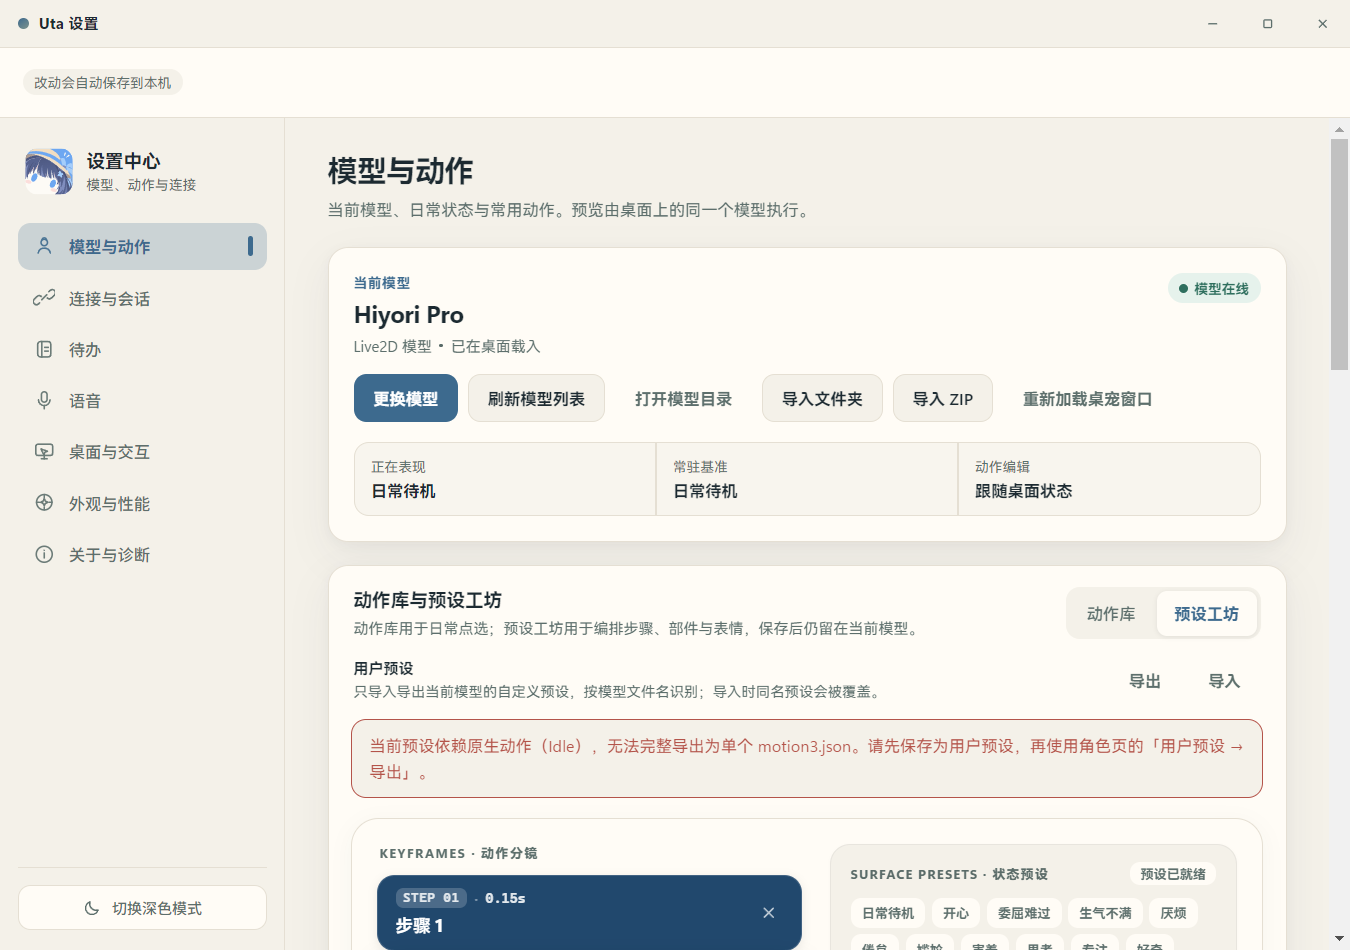 Uta 设置
改动会自动保存到本机
设置中心
模型、动作与连接
模型与动作
连接与会话
待办
语音
桌面与交互
外观与性能
关于与诊断
切换深色模式
模型与动作
当前模型、日常状态与常用动作。预览由桌面上的同一个模型执行。
当前模型
模型在线
Hiyori Pro
Live2D 模型 • 已在桌面载入
更换模型
刷新模型列表
打开模型目录
导入文件夹
导入 ZIP
重新加载桌宠窗口
正在表现
日常待机
常驻基准
日常待机
动作编辑
跟随桌面状态
动作库与预设工坊
动作库用于日常点选；预设工坊用于编排步骤、部件与表情，保存后仍留在当前模型。
动作库
预设工坊
用户预设
只导入导出当前模型的自定义预设，按模型文件名识别；导入时同名预设会被覆盖。
导出
导入
当前预设依赖原生动作（Idle），无法完整导出为单个 motion3.json。请先保存为用户预设，再使用角色页的「用户预设 →
导出」。
KEYFRAMES · 动作分镜
STEP 01 · 0.15s
步骤 1
SURFACE PRESETS · 状态预设
预设已就绪
日常待机
开心
委屈难过
生气不满
厌烦
倦怠
尴尬
害羞
思考
专注
好奇